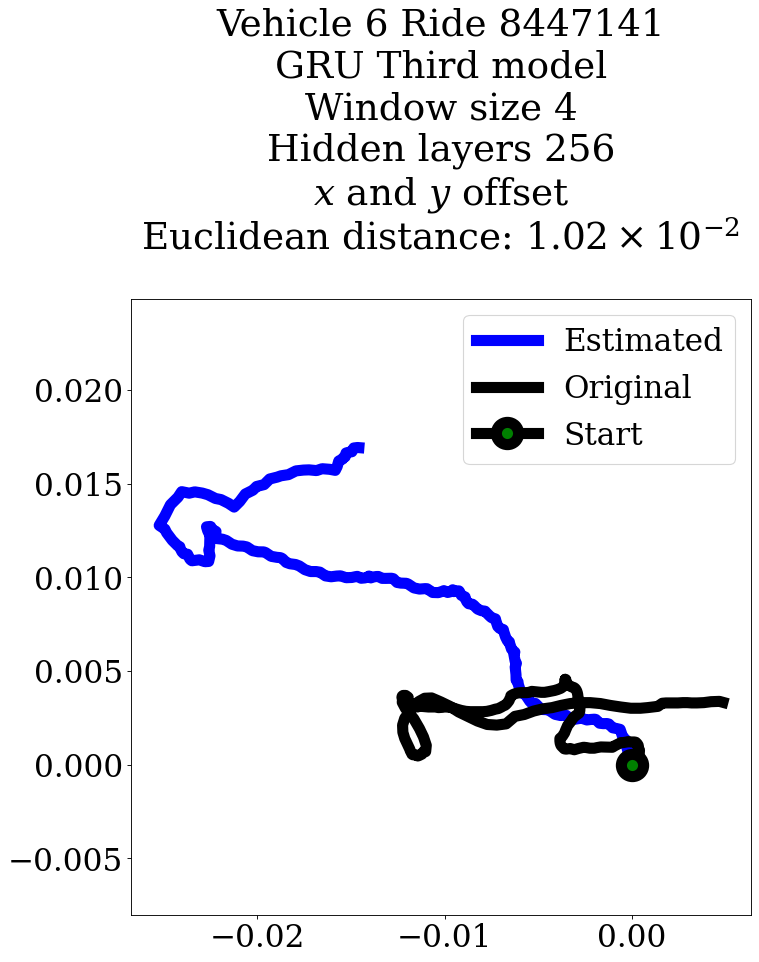 Vehicle 6 Ride 8447141
GRU Third model
Window size 4
Hidden layers 256
x and y offset
Euclidean distance: 1.02 × 10⁻²
Estimated
Original
Start
0.020
0.015
0.010
0.005
0.000
−0.005
−0.02
−0.01
0.00